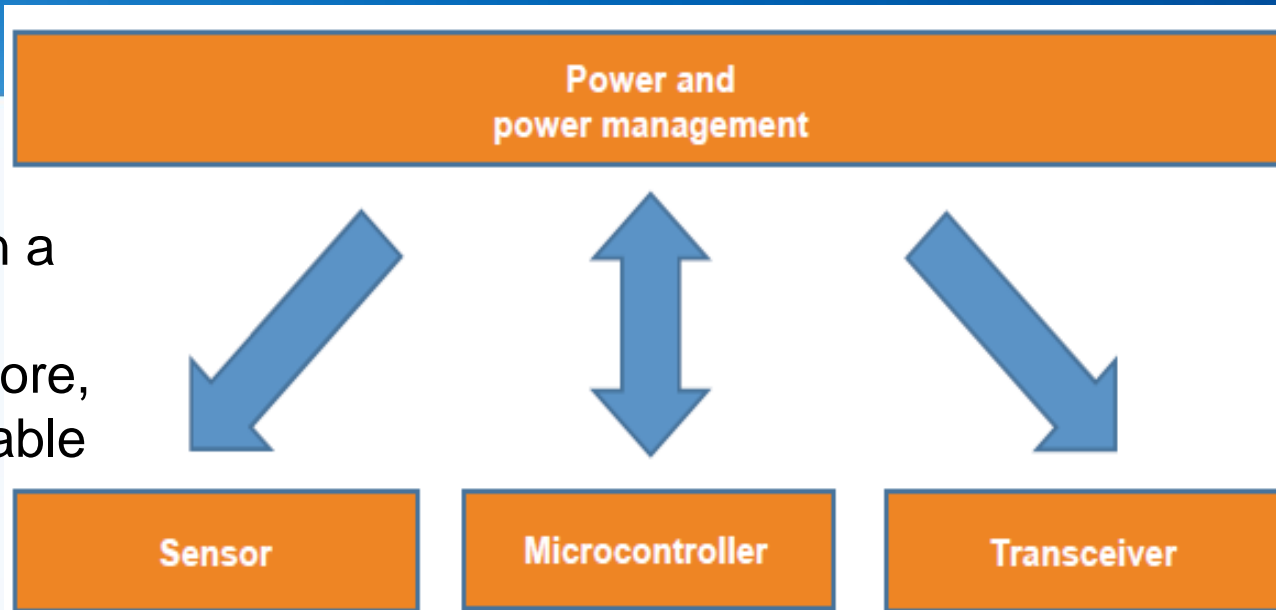 Power and
power management
n a
ore,
able
Sensor
Microcontroller
Transceiver